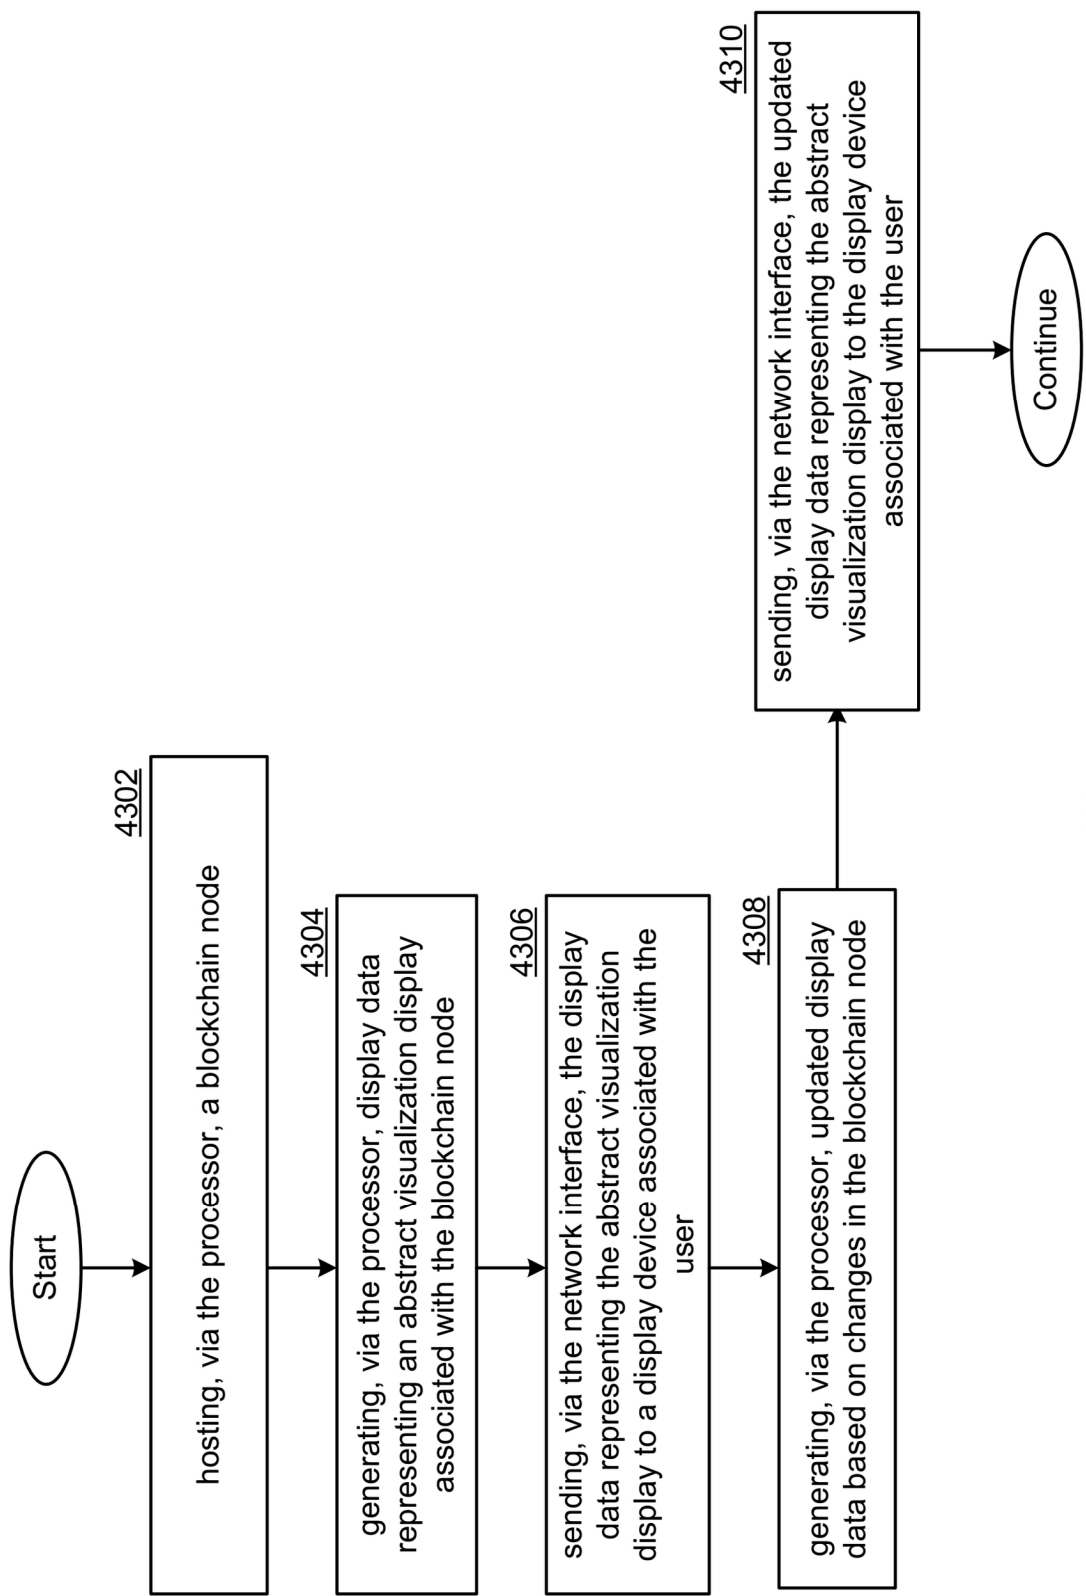 Start
4302
hosting, via the processor, a blockchain node
4304
generating, via the processor, display data
representing an abstract visualization display
associated with the blockchain node
4306
sending, via the network interface, the display
data representing the abstract visualization
display to a display device associated with the
user
4308
generating, via the processor, updated display
data based on changes in the blockchain node
4310
sending, via the network interface, the updated
display data representing the abstract
visualization display to the display device
associated with the user
Continue